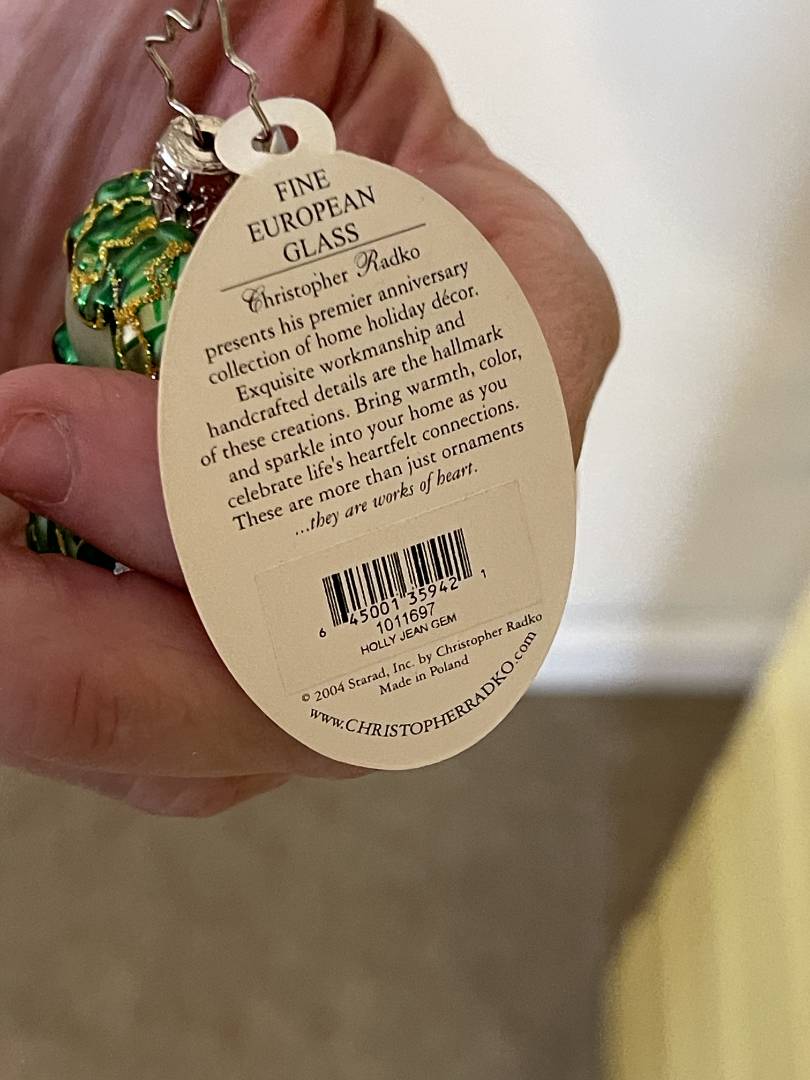 FINE
EUROPEAN
GLASS
Christopher Radko
presents his premier anniversary
collection of home holiday décor.
Exquisite workmanship and
handcrafted details are the hallmark
of these creations. Bring warmth, color,
and sparkle into your home as you
celebrate life's heartfelt connections.
These are more than just ornaments
...they are works of heart.
6 45001 35942 1
1011697
HOLLY JEAN GEM
© 2004 Starad, Inc. by Christopher Radko
Made in Poland
www.CHRISTOPHERRADKO.com